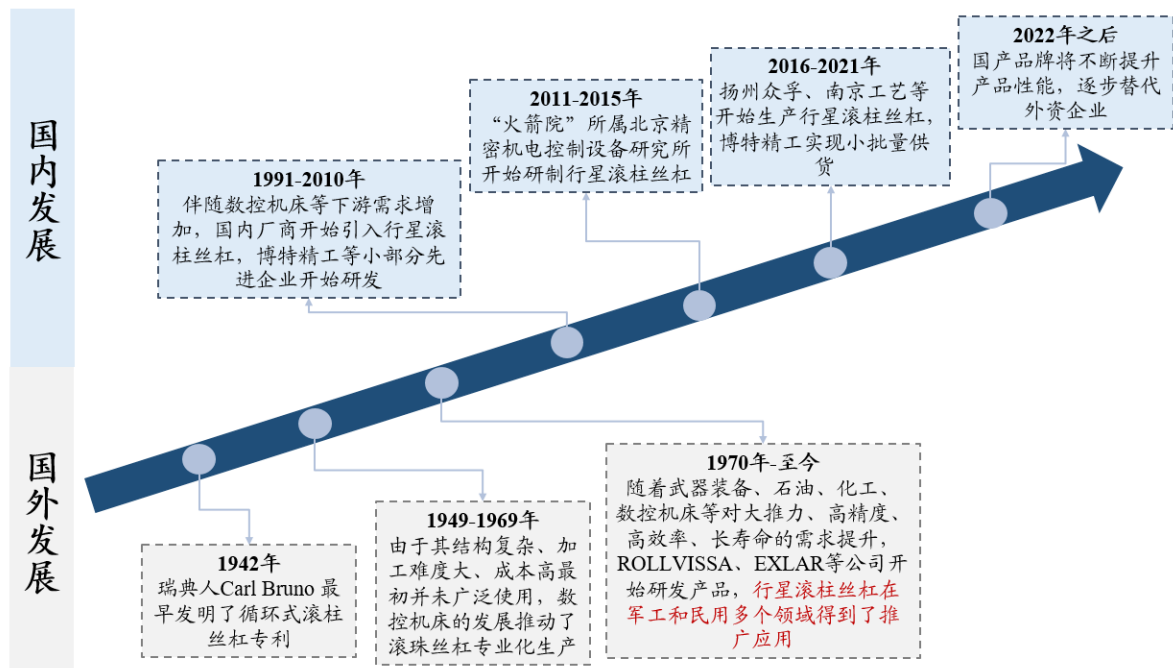 国内发展
2022年之后
国产品牌将不断提升
产品性能，逐步替代
外资企业
2016-2021年
扬州众孚、南京工艺等
开始生产行星滚柱丝杠，
博特精工实现小批量供
货
2011-2015年
“火箭院”所属北京精
密机电控制设备研究所
开始研制行星滚柱丝杠
1991-2010年
伴随数控机床等下游需求增
加，国内厂商开始引入行星滚
柱丝杠，博特精工等小部分先
进企业开始研发
国外发展
1942年
瑞典人Carl Bruno 最
早发明了循环式滚柱
丝杠专利
1949-1969年
由于其结构复杂、加
工难度大、成本高最
初并未广泛使用，数
控机床的发展推动了
滚珠丝杠专业化生产
1970年-至今
随着武器装备、石油、化工、
数控机床等对大推力、高精度、
高效率、长寿命的需求提升，
ROLLVISSA、EXLAR等公司开
始研发产品，行星滚柱丝杠在
军工和民用多个领域得到了推
广应用